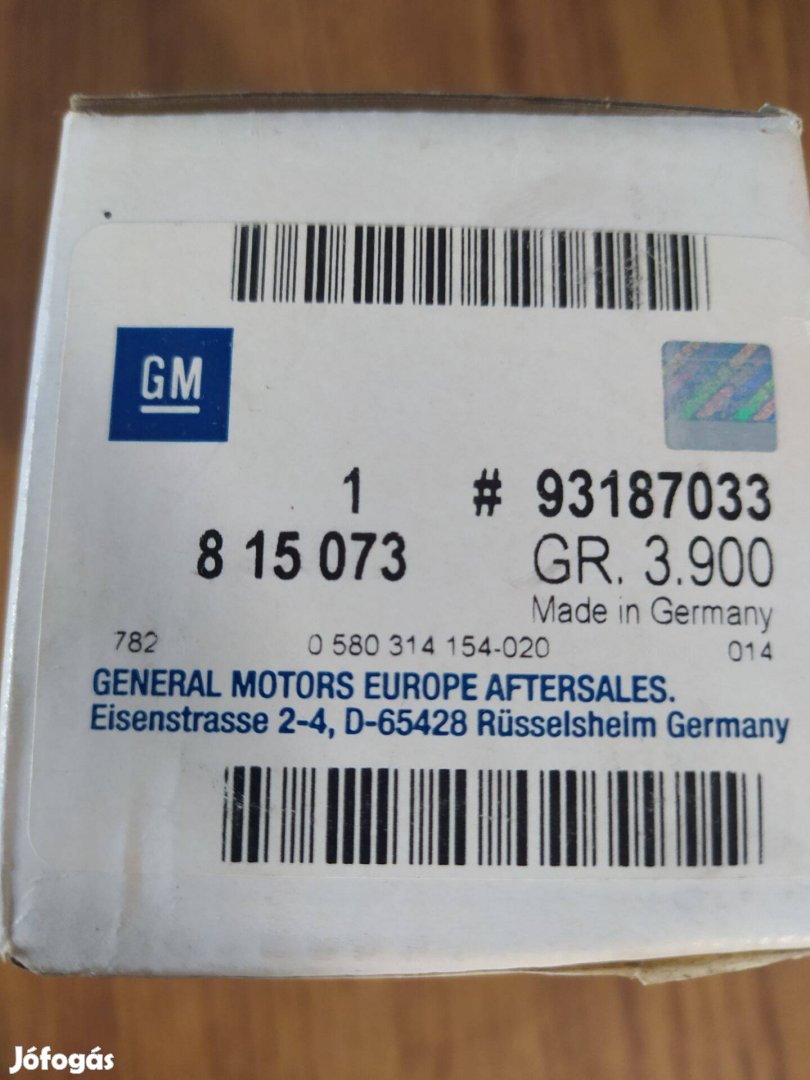 GM
1 # 93187033
8 15 073 GR. 3.900
Made in Germany
782 0 580 314 154-020 014
GENERAL MOTORS EUROPE AFTERSALES.
Eisenstrasse 2-4, D-65428 Rüsselsheim Germany
Jófogás